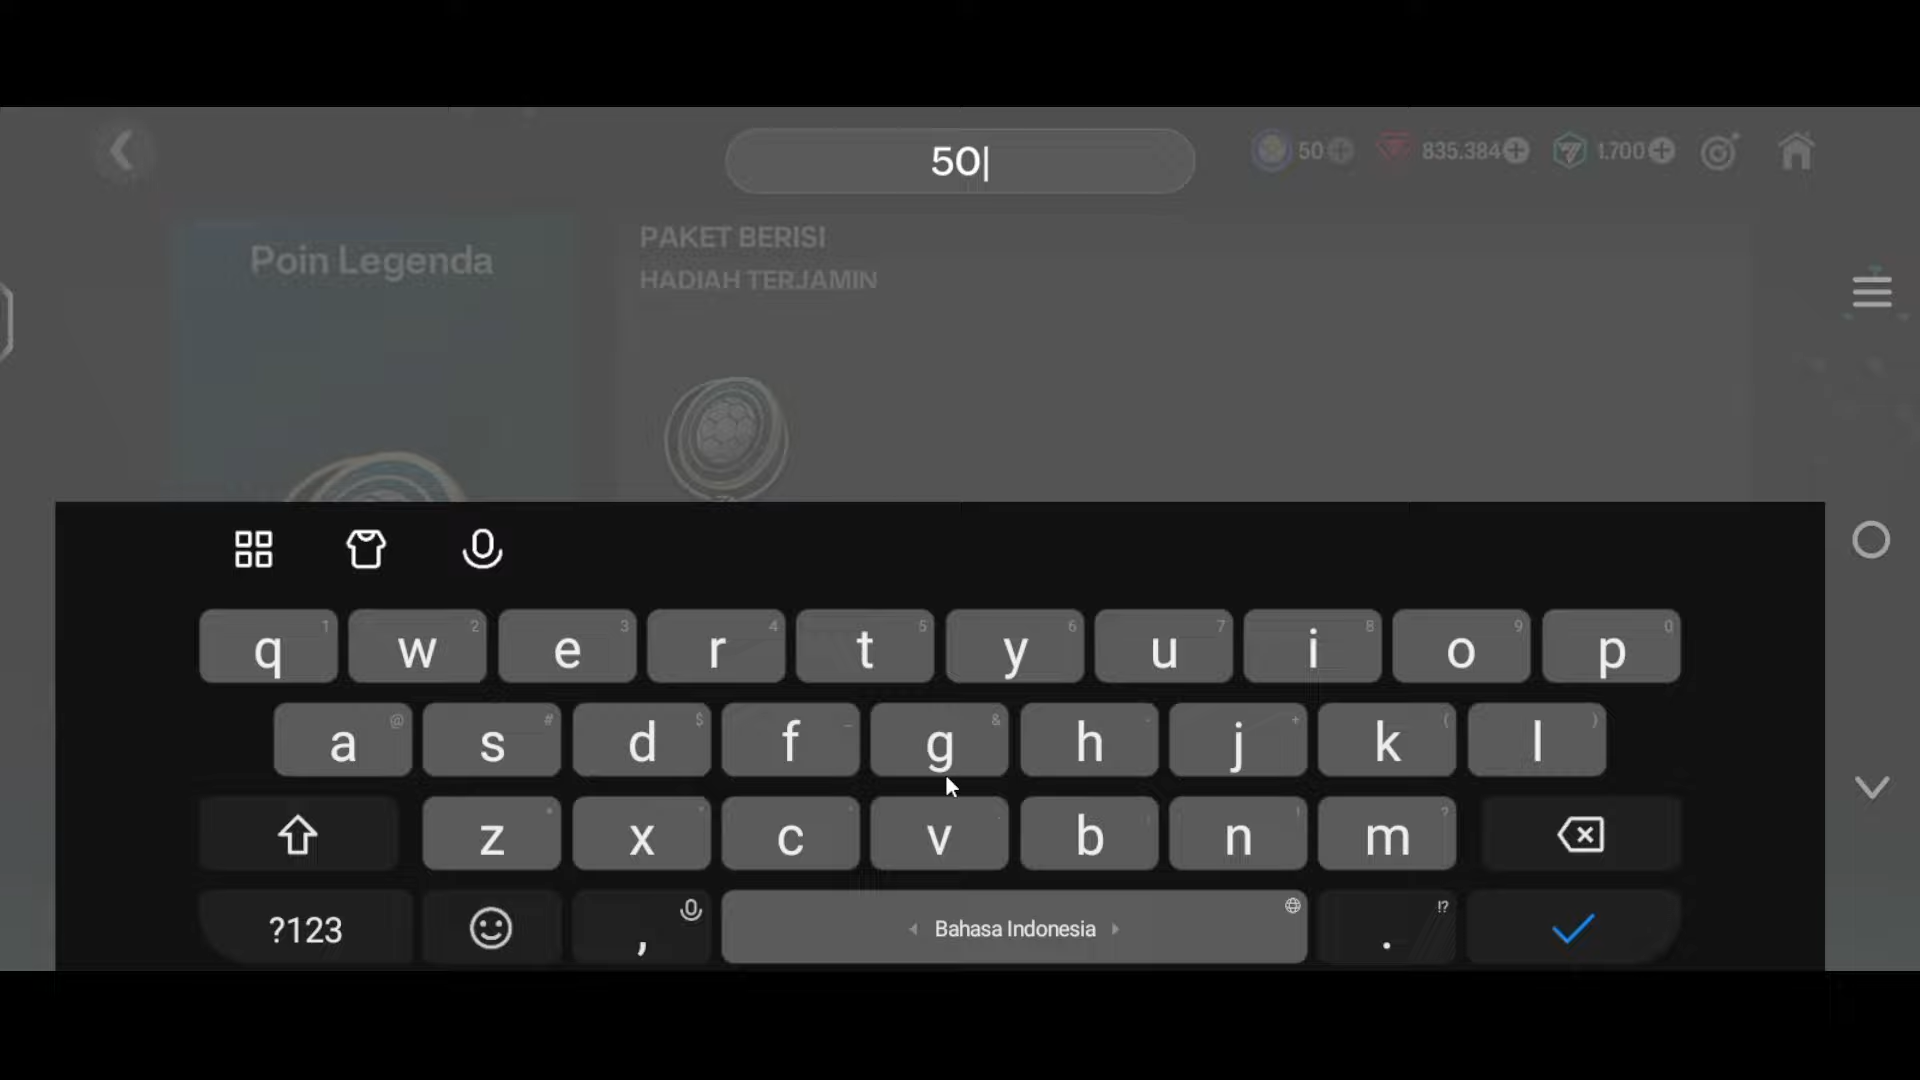 50
50 835.384 1.700
Poin Legenda
PAKET BERISI
HADIAH TERJAMIN
q 1 w 2 e 3 r 4 t 5 y 6 u 7 i 8 o 9 p 0
a @ s # d $ f _ g & h - j + k ( l )
z x c v b n ! m ?
?123 , Bahasa Indonesia . !?